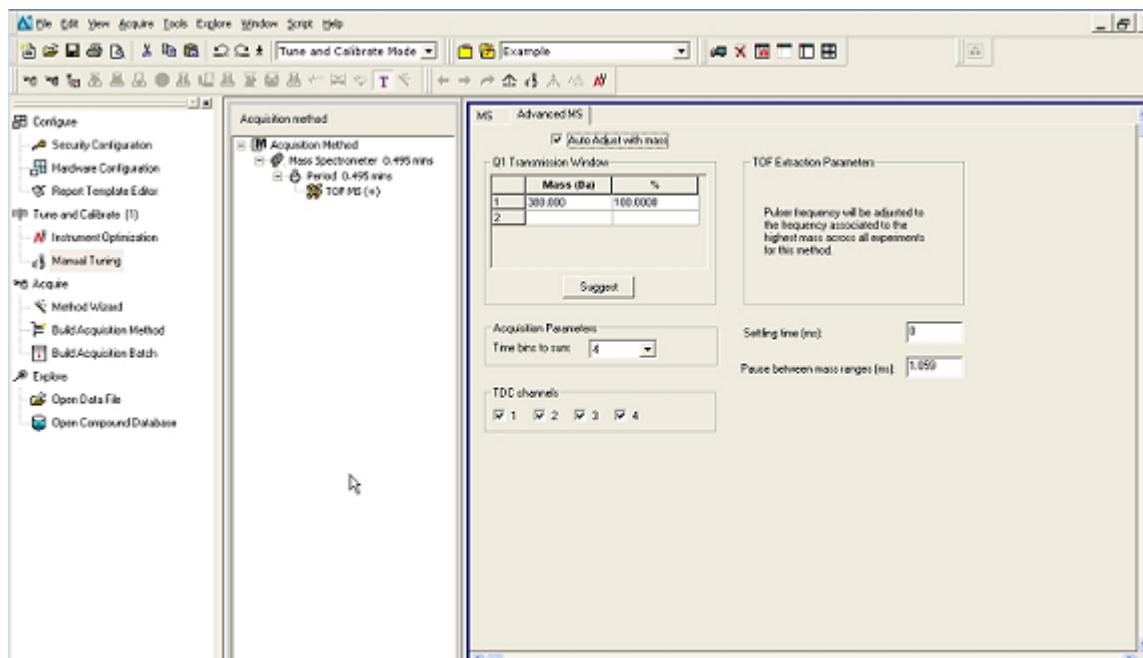 File Edit View Acquire Tools Explore Window Script Help
Tune and Calibrate Mode
Example
T
Configure
Security Configuration
Hardware Configuration
Report Template Editor
Tune and Calibrate (1)
Instrument Optimization
Manual Tuning
Acquire
Method Wizard
Build Acquisition Method
Build Acquisition Batch
Explore
Open Data File
Open Compound Database
Acquisition method
Acquisition Method
Mass Spectrometer 0.495 mins
Period 0.495 mins
TOF MS (+)
MS Advanced MS
Auto Adjust with mass
Q1 Transmission Window
Mass (Da) %
1 380.000 100.0000
2
Suggest
TOF Extraction Parameters
Pulser frequency will be adjusted to
the frequency associated to the
highest mass across all experiments
for this method.
Acquisition Parameters
Time bins to sum: 4
TDC channels
1 2 3 4
Settling time (ms): 0
Pause between mass ranges (ms): 1.059